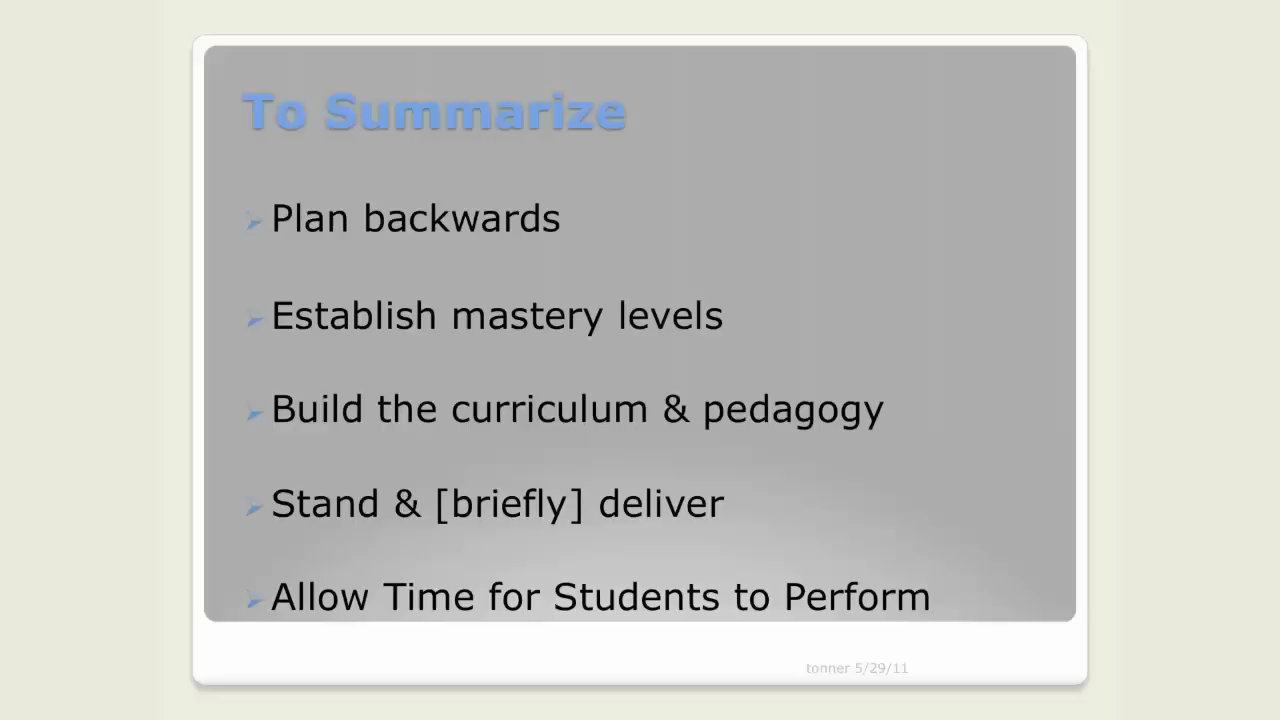 To Summarize
Plan backwards
Establish mastery levels
Build the curriculum & pedagogy
Stand & [briefly] deliver
Allow Time for Students to Perform
tonner 5/29/11